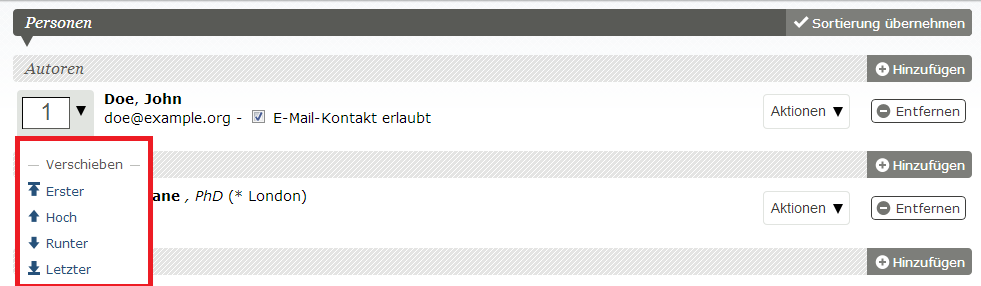 Personen
Sortierung übernehmen
Autoren
Hinzufügen
1
Doe, John
doe@example.org - E-Mail-Kontakt erlaubt
Aktionen
Entfernen
— Verschieben —
Erster
Hoch
Runter
Letzter
Hinzufügen
, PhD (* London)
Aktionen
Entfernen
Hinzufügen